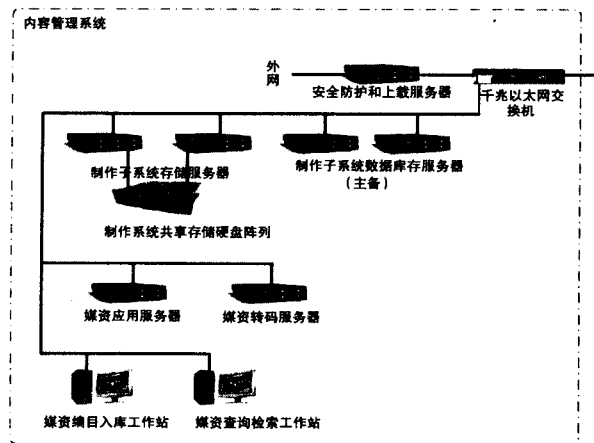 内容管理系统
外
网
安全防护和上载服务器
千兆以太网交
换机
制作子系统存储服务器
制作子系统数据库存服务器
（主备）
制作系统共享存储硬盘阵列
媒资应用服务器
媒资转码服务器
媒资编目入库工作站
媒资查询检索工作站